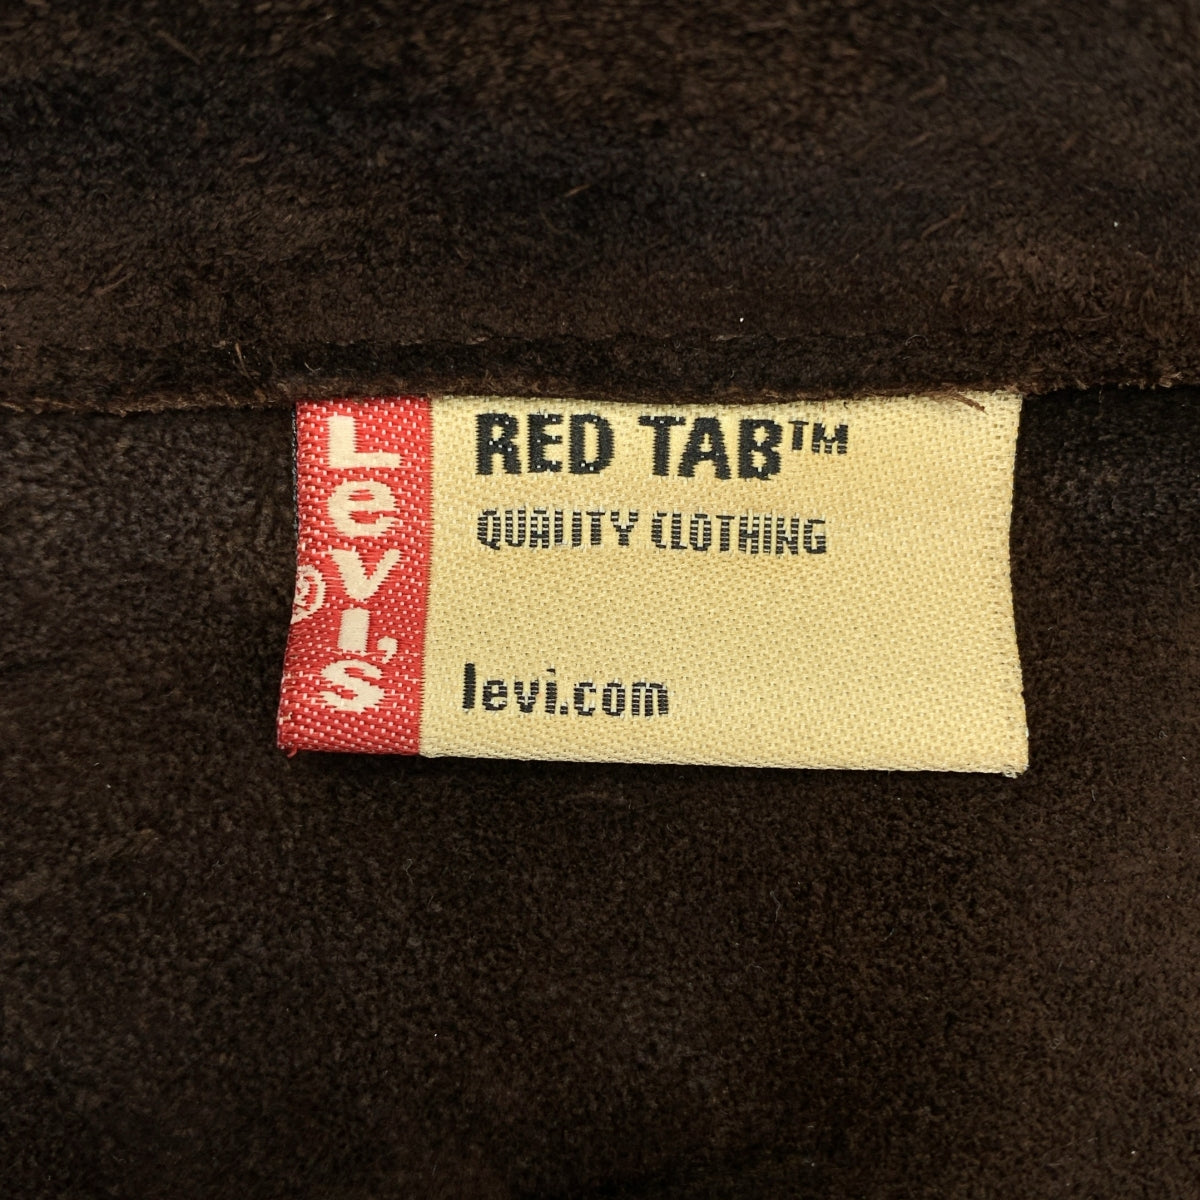 Levi's
®
RED TAB™
QUALITY CLOTHING
levi.com